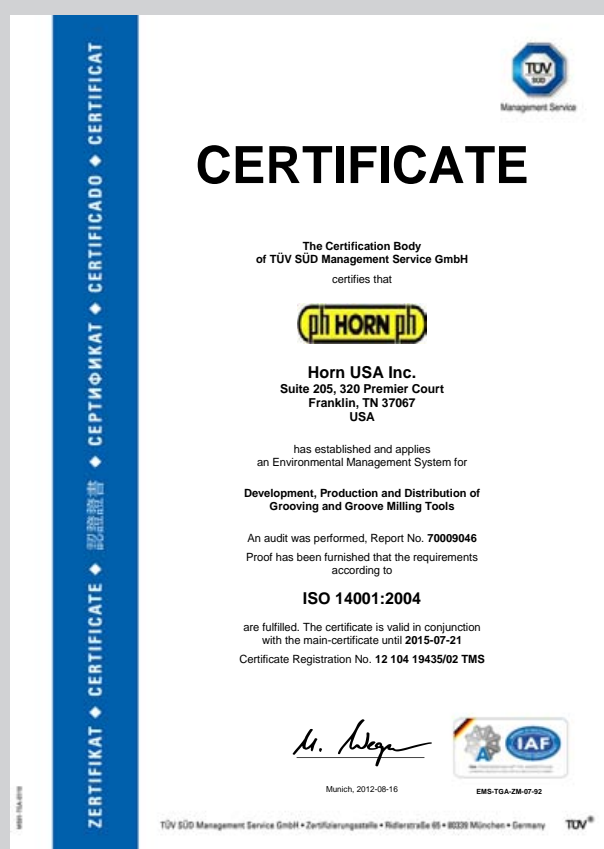 TÜV
SÜD
Management Service
CERTIFICATE
The Certification Body
of TÜV SÜD Management Service GmbH
certifies that
ph HORN ph
Horn USA Inc.
Suite 205, 320 Premier Court
Franklin, TN 37067
USA
has established and applies
an Environmental Management System for
Development, Production and Distribution of
Grooving and Groove Milling Tools
An audit was performed, Report No. 70009046
Proof has been furnished that the requirements
according to
ISO 14001:2004
are fulfilled. The certificate is valid in conjunction
with the main-certificate until 2015-07-21
Certificate Registration No. 12 104 19435/02 TMS
Munich, 2012-08-16
IAF
EMS-TGA-ZM-07-92
TÜV SÜD Management Service GmbH • Zertifizierungsstelle • Ridlerstraße 65 • 80339 München • Germany
TÜV®
ZERTIFIKAT ◆ CERTIFICATE ◆ 認證證書 ◆ СЕРТИФИКАТ ◆ CERTIFICADO ◆ CERTIFICAT